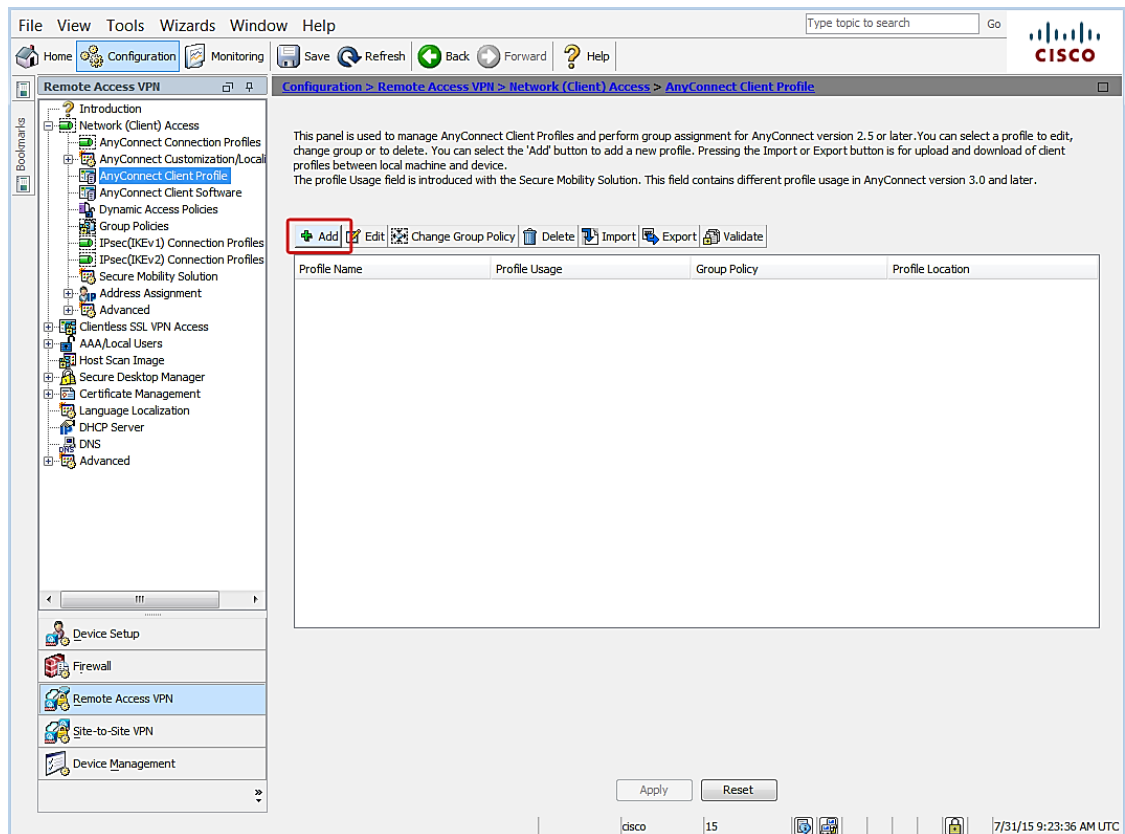 File View Tools Wizards Window Help
Type topic to search Go
Home Configuration Monitoring Save Refresh Back Forward Help
CISCO
Bookmarks
Remote Access VPN
Introduction
Network (Client) Access
AnyConnect Connection Profiles
AnyConnect Customization/Locali
AnyConnect Client Profile
AnyConnect Client Software
Dynamic Access Policies
Group Policies
IPsec(IKEv1) Connection Profiles
IPsec(IKEv2) Connection Profiles
Secure Mobility Solution
Address Assignment
Advanced
Clientless SSL VPN Access
AAA/Local Users
Host Scan Image
Secure Desktop Manager
Certificate Management
Language Localization
DHCP Server
DNS
Advanced
Device Setup
Firewall
Remote Access VPN
Site-to-Site VPN
Device Management
Configuration > Remote Access VPN > Network (Client) Access > AnyConnect Client Profile
This panel is used to manage AnyConnect Client Profiles and perform group assignment for AnyConnect version 2.5 or later.You can select a profile to edit,
change group or to delete. You can select the 'Add' button to add a new profile. Pressing the Import or Export button is for upload and download of client
profiles between local machine and device.
The profile Usage field is introduced with the Secure Mobility Solution. This field contains different profile usage in AnyConnect version 3.0 and later.
Add Edit Change Group Policy Delete Import Export Validate
Profile Name Profile Usage Group Policy Profile Location
Apply Reset
cisco 15 7/31/15 9:23:36 AM UTC